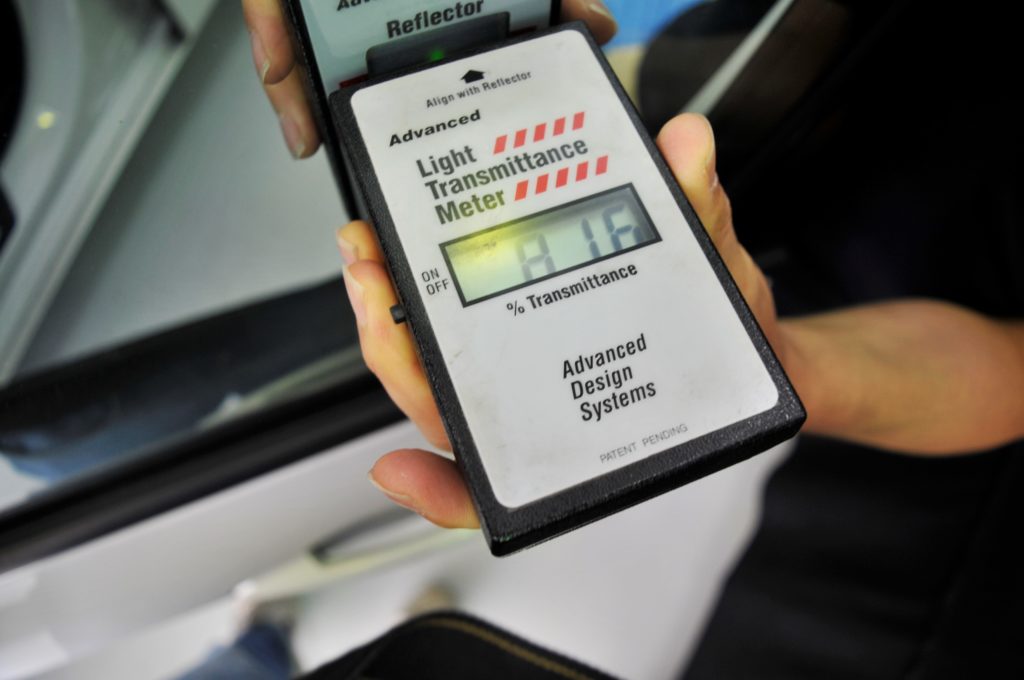 Reflector
Align with Reflector
Advanced
Light
Transmittance
Meter
ON
OFF
% Transmittance
Advanced
Design
Systems
PATENT PENDING